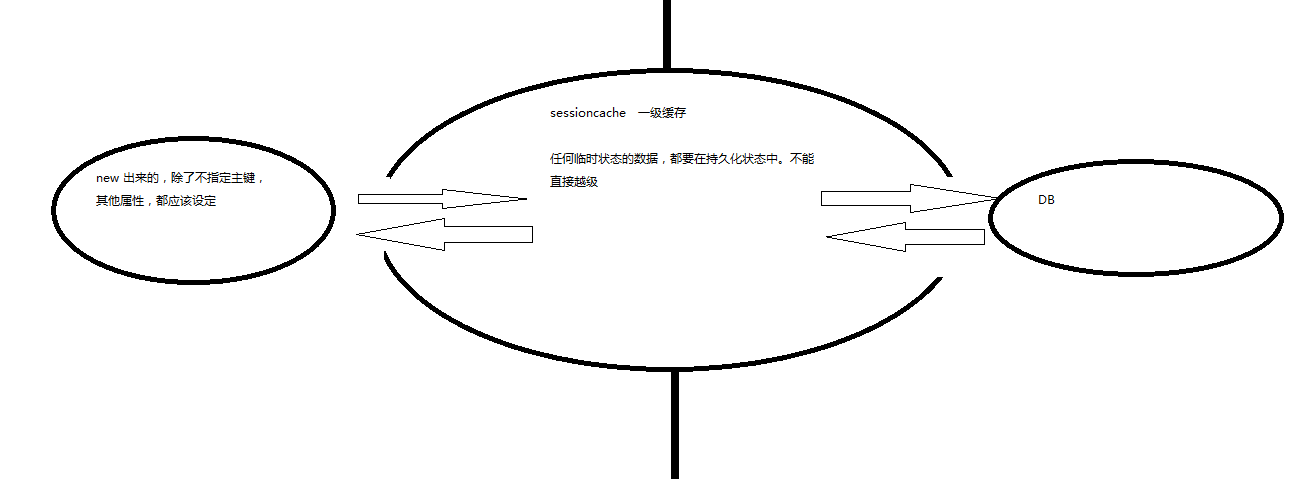 sessioncache 一级缓存
任何临时状态的数据，都要在持久化状态中。不能
直接越级
new 出来的，除了不指定主键，
其他属性，都应该设定
DB